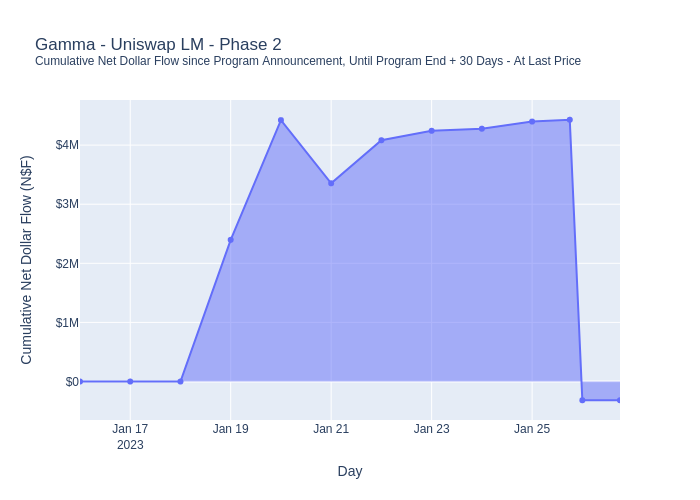 Gamma - Uniswap LM - Phase 2
Cumulative Net Dollar Flow since Program Announcement, Until Program End + 30 Days - At Last Price
Cumulative Net Dollar Flow (N$F)
$4M
$3M
$2M
$1M
$0
Jan 17
2023
Jan 19
Jan 21
Jan 23
Jan 25
Day